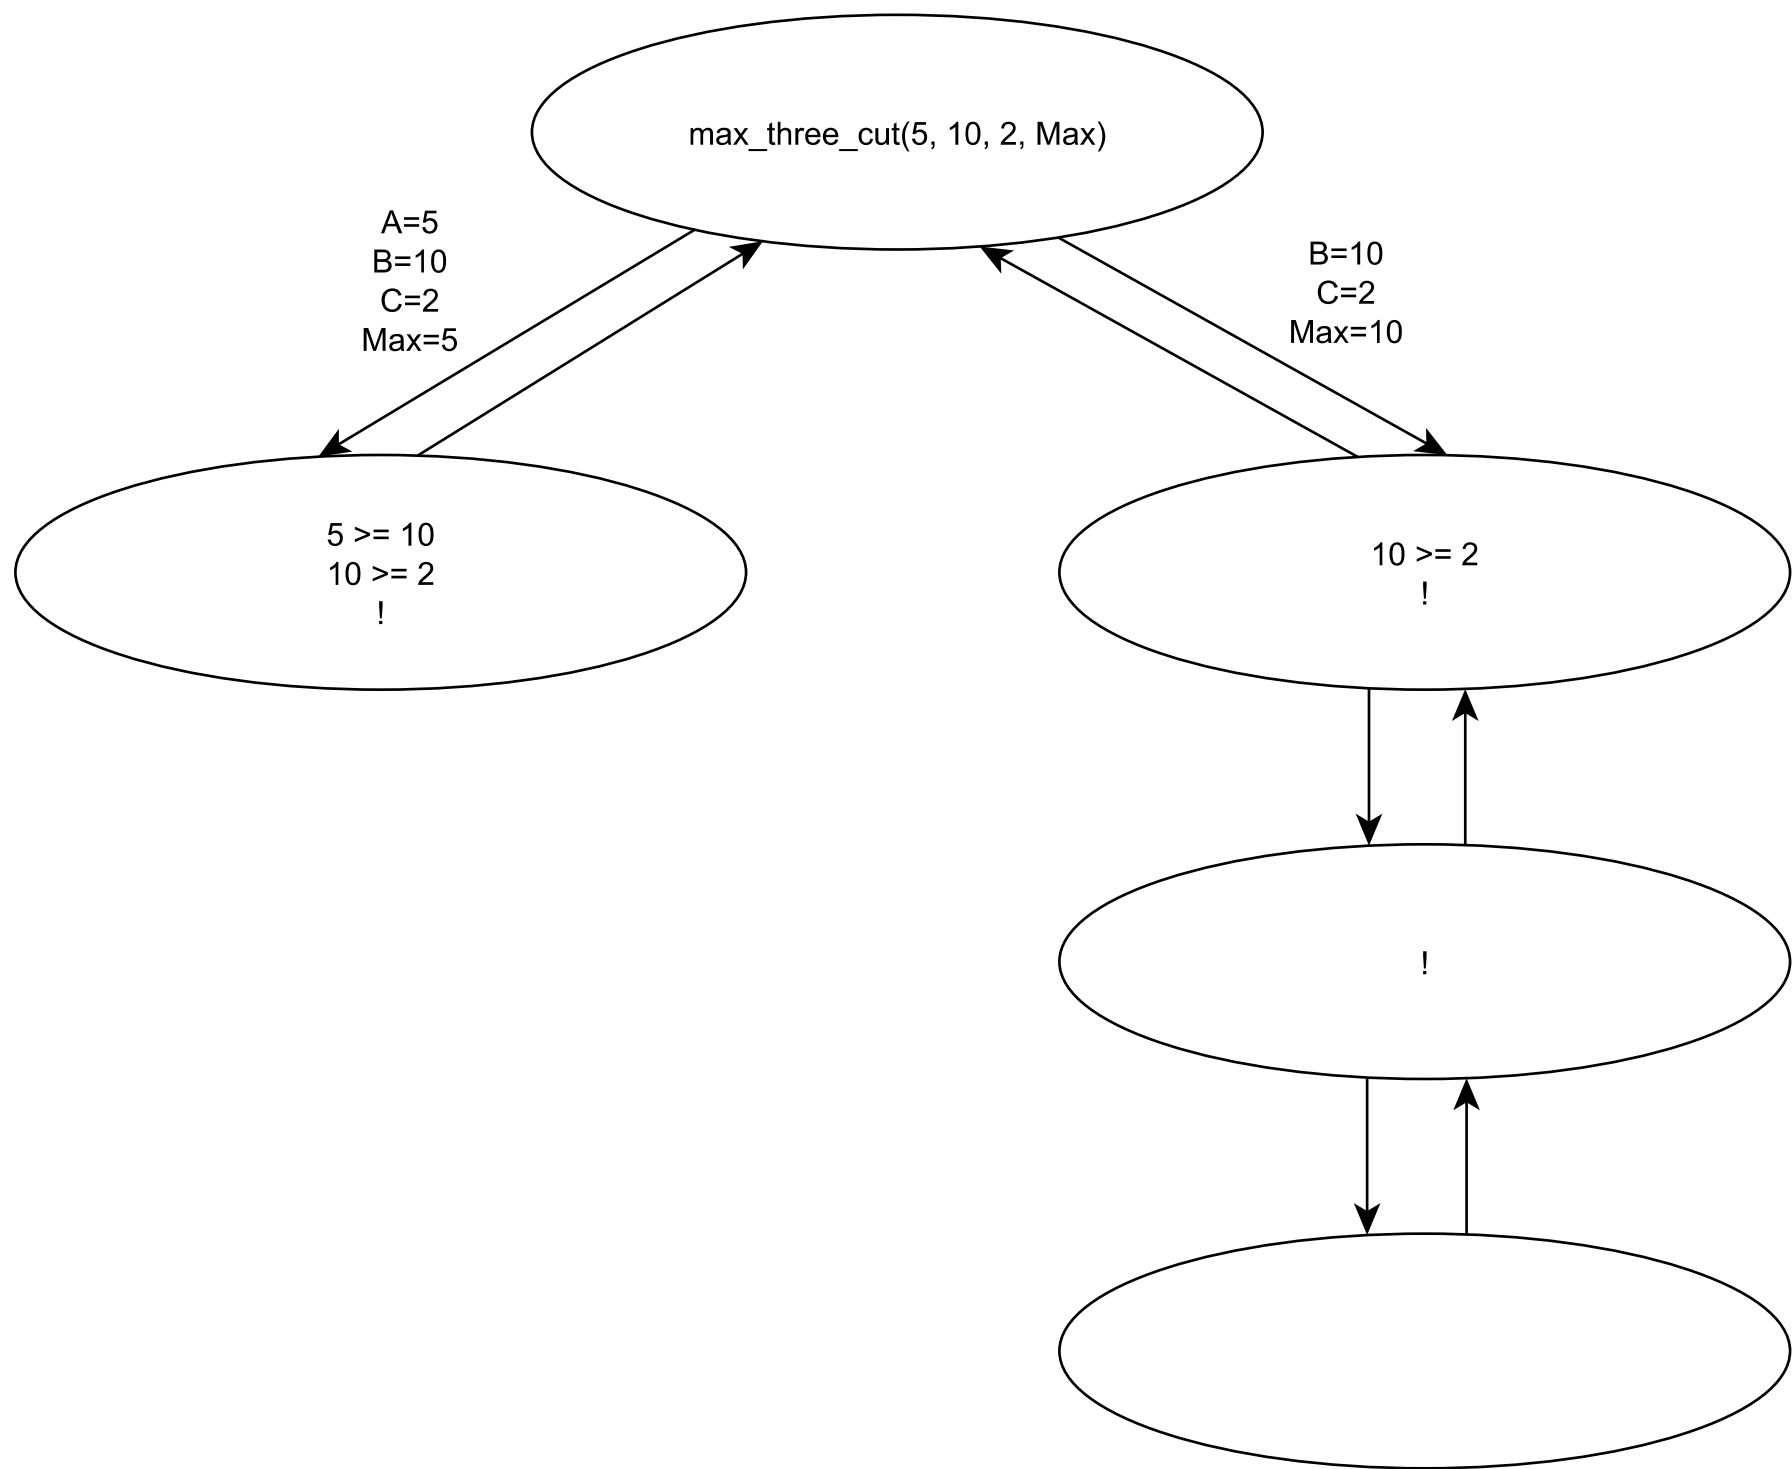 max_three_cut(5, 10, 2, Max)
A=5
B=10
C=2
Max=5
B=10
C=2
Max=10
5 >= 10
10 >= 2
!
10 >= 2
!
!